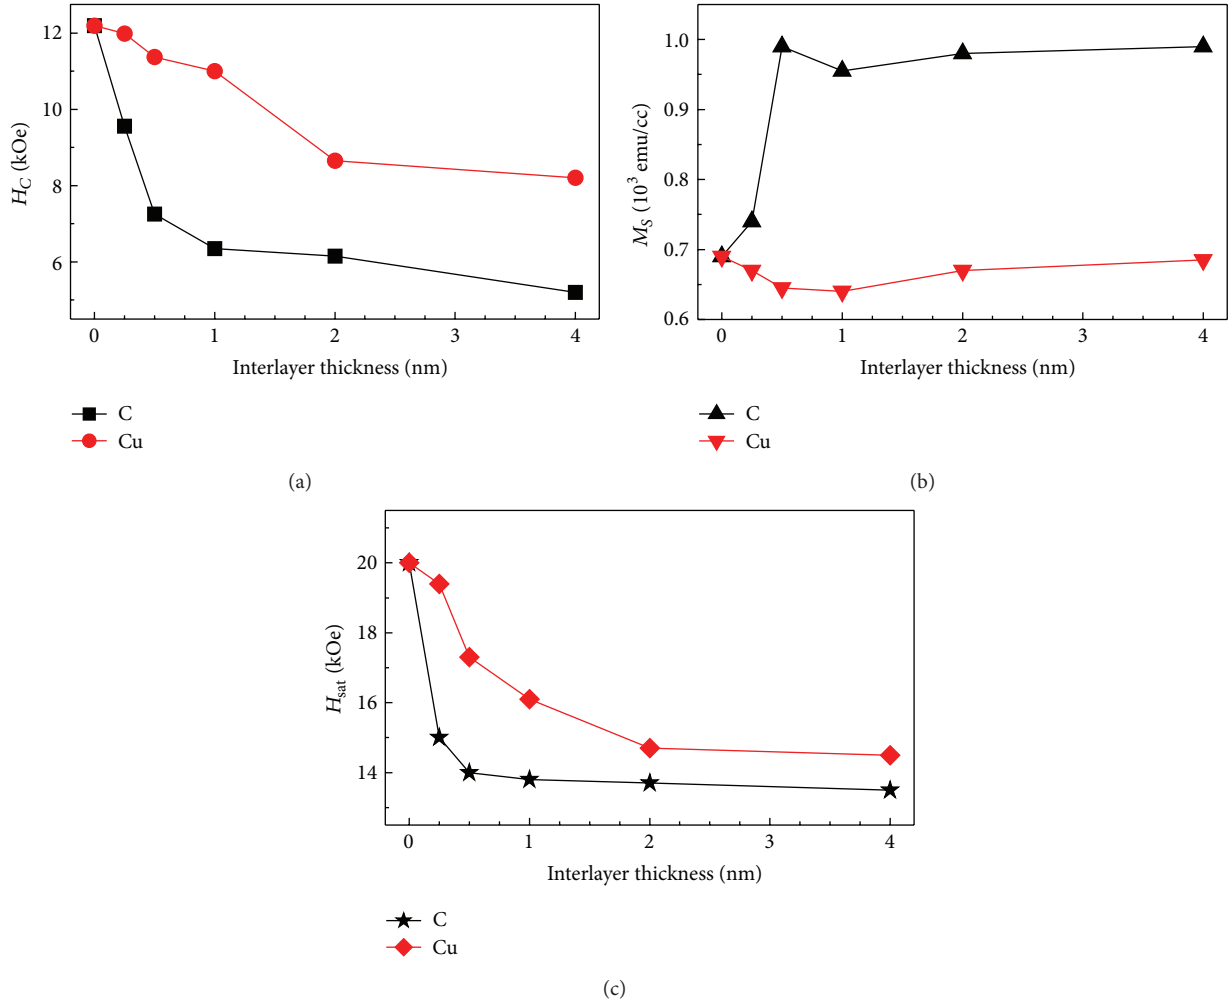 12
10
8
6
H_C (kOe)
0 1 2 3 4
Interlayer thickness (nm)
C
Cu
(a)
1.0
0.9
0.8
0.7
0.6
M_S (10³ emu/cc)
0 1 2 3 4
Interlayer thickness (nm)
C
Cu
(b)
20
18
16
14
H_sat (kOe)
0 1 2 3 4
Interlayer thickness (nm)
C
Cu
(c)